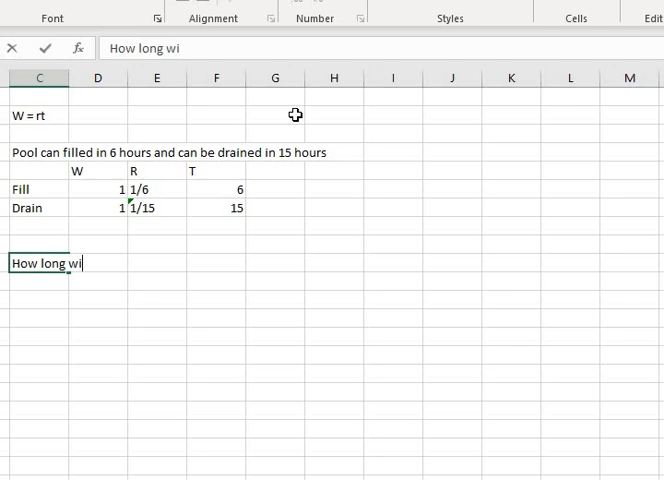 Font Alignment Number Styles Cells Edit
fx How long wi
C D E F G H I J K L M
W = rt
Pool can filled in 6 hours and can be drained in 15 hours
W R T
Fill 1 1/6 6
Drain 1 1/15 15
How long wi